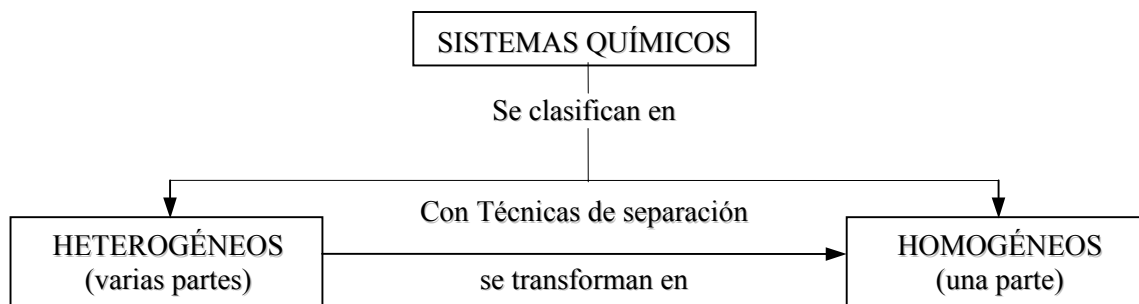 SISTEMAS QUÍMICOS
Se clasifican en
Con Técnicas de separación
HETEROGÉNEOS
(varias partes)
se transforman en
HOMOGÉNEOS
(una parte)